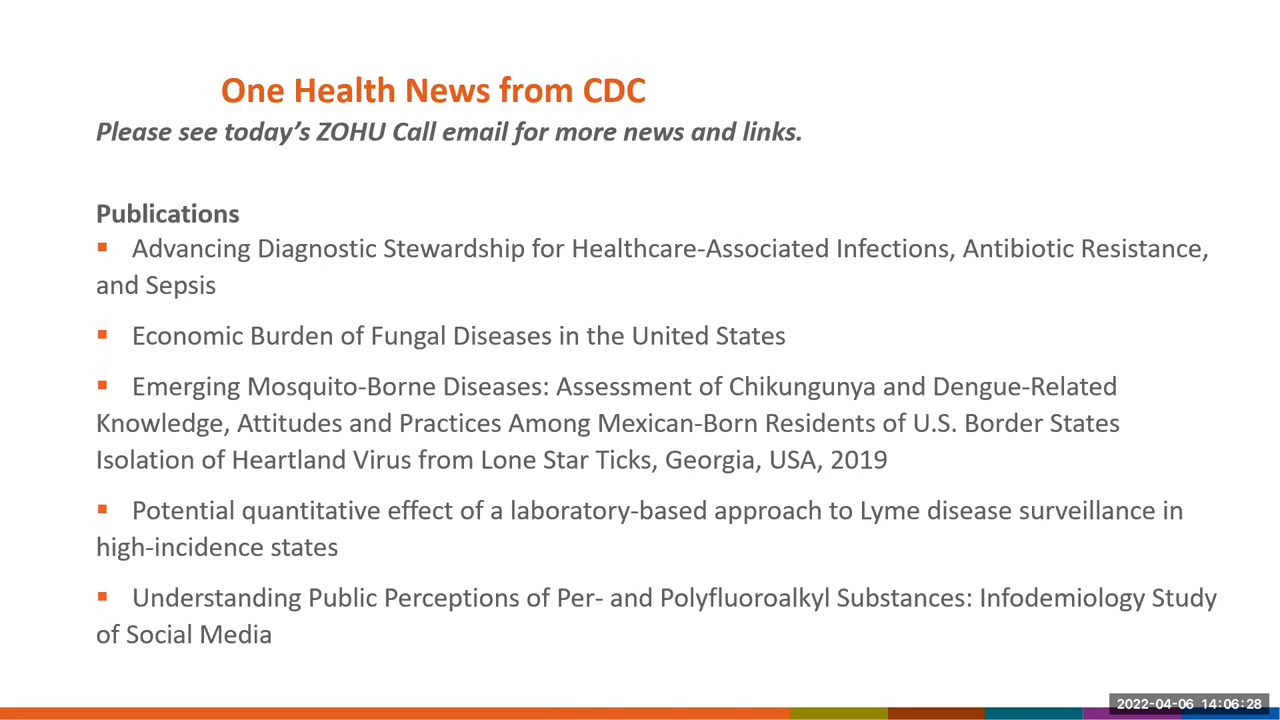 One Health News from CDC
Please see today’s ZOHU Call email for more news and links.
Publications
▪ Advancing Diagnostic Stewardship for Healthcare-Associated Infections, Antibiotic Resistance,
and Sepsis
▪ Economic Burden of Fungal Diseases in the United States
▪ Emerging Mosquito-Borne Diseases: Assessment of Chikungunya and Dengue-Related
Knowledge, Attitudes and Practices Among Mexican-Born Residents of U.S. Border States
Isolation of Heartland Virus from Lone Star Ticks, Georgia, USA, 2019
▪ Potential quantitative effect of a laboratory-based approach to Lyme disease surveillance in
high-incidence states
▪ Understanding Public Perceptions of Per- and Polyfluoroalkyl Substances: Infodemiology Study
of Social Media
2022-04-06 14:06:28